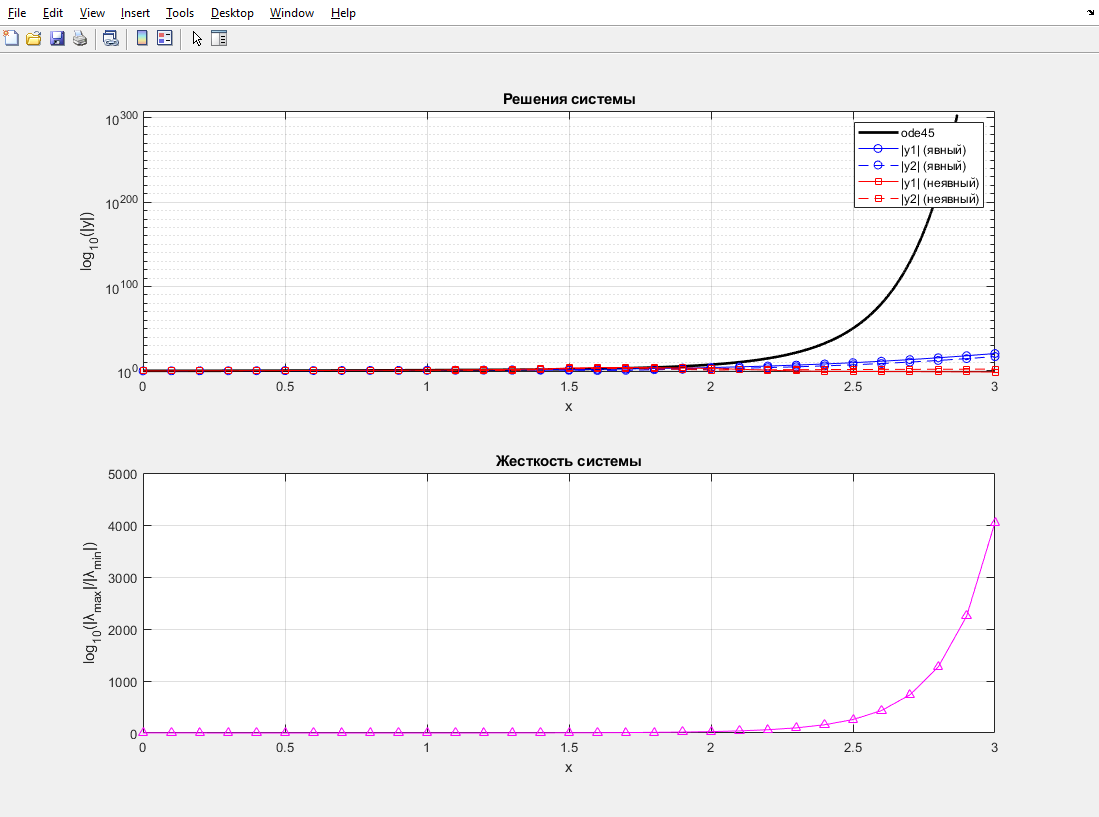 File Edit View Insert Tools Desktop Window Help
Решения системы
log10(|y|)
10^300
10^200
10^100
10^0
ode45
|y1| (явный)
|y2| (явный)
|y1| (неявный)
|y2| (неявный)
0 0.5 1 1.5 2 2.5 3
x
Жесткость системы
log10(|λmax|/|λmin|)
5000
4000
3000
2000
1000
0
0 0.5 1 1.5 2 2.5 3
x